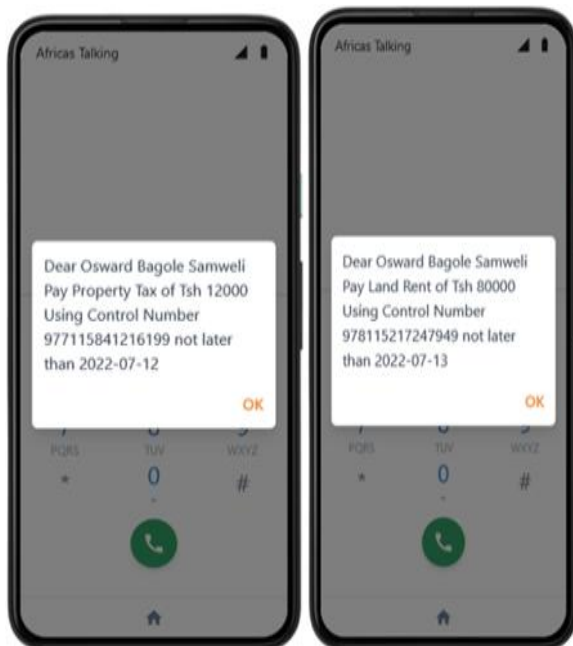 Africas Talking
Dear Osward Bagole Samweli
Pay Property Tax of Tsh 12000
Using Control Number
977115841216199 not later
than 2022-07-12
OK
PQRS TUV WXYZ
* 0 #
+
Africas Talking
Dear Osward Bagole Samweli
Pay Land Rent of Tsh 80000
Using Control Number
978115217247949 not later
than 2022-07-13
OK
PQRS TUV WXYZ
* 0 #
+